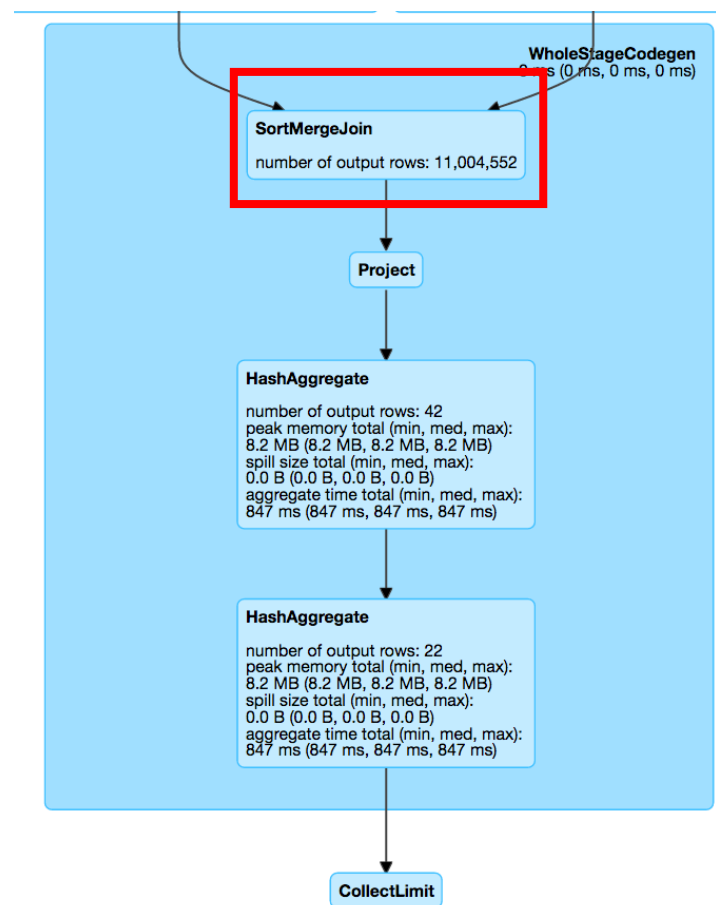 WholeStageCodegen
0 ms (0 ms, 0 ms, 0 ms)
SortMergeJoin
number of output rows: 11,004,552
Project
HashAggregate
number of output rows: 42
peak memory total (min, med, max):
8.2 MB (8.2 MB, 8.2 MB, 8.2 MB)
spill size total (min, med, max):
0.0 B (0.0 B, 0.0 B, 0.0 B)
aggregate time total (min, med, max):
847 ms (847 ms, 847 ms, 847 ms)
HashAggregate
number of output rows: 22
peak memory total (min, med, max):
8.2 MB (8.2 MB, 8.2 MB, 8.2 MB)
spill size total (min, med, max):
0.0 B (0.0 B, 0.0 B, 0.0 B)
aggregate time total (min, med, max):
847 ms (847 ms, 847 ms, 847 ms)
CollectLimit